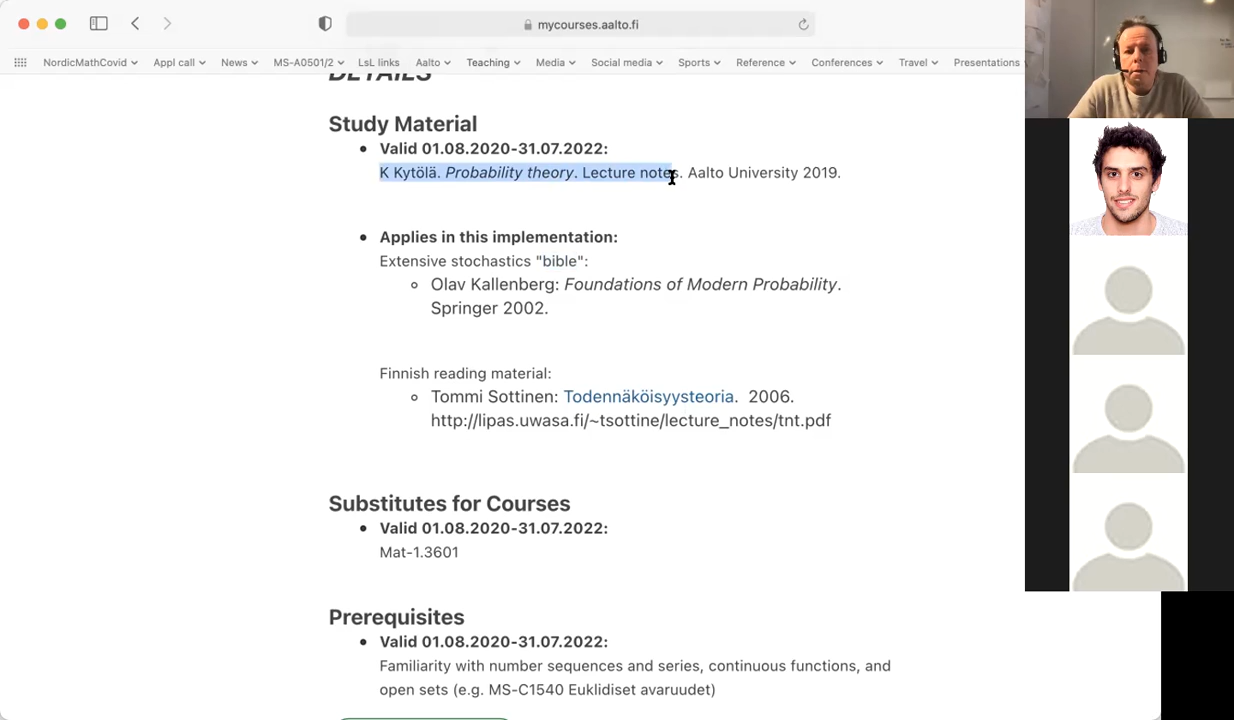 mycourses.aalto.fi
NordicMathCovid Appl call News MS-A0501/2 LsL links Aalto Teaching Media Social media Sports Reference Conferences Travel Presentations
DETAILS
Study Material
Valid 01.08.2020-31.07.2022:
K Kytölä. Probability theory. Lecture notes. Aalto University 2019.
Applies in this implementation:
Extensive stochastics "bible":
Olav Kallenberg: Foundations of Modern Probability.
Springer 2002.
Finnish reading material:
Tommi Sottinen: Todennäköisyysteoria. 2006.
http://lipas.uwasa.fi/~tsottine/lecture_notes/tnt.pdf
Substitutes for Courses
Valid 01.08.2020-31.07.2022:
Mat-1.3601
Prerequisites
Valid 01.08.2020-31.07.2022:
Familiarity with number sequences and series, continuous functions, and
open sets (e.g. MS-C1540 Euklidiset avaruudet)